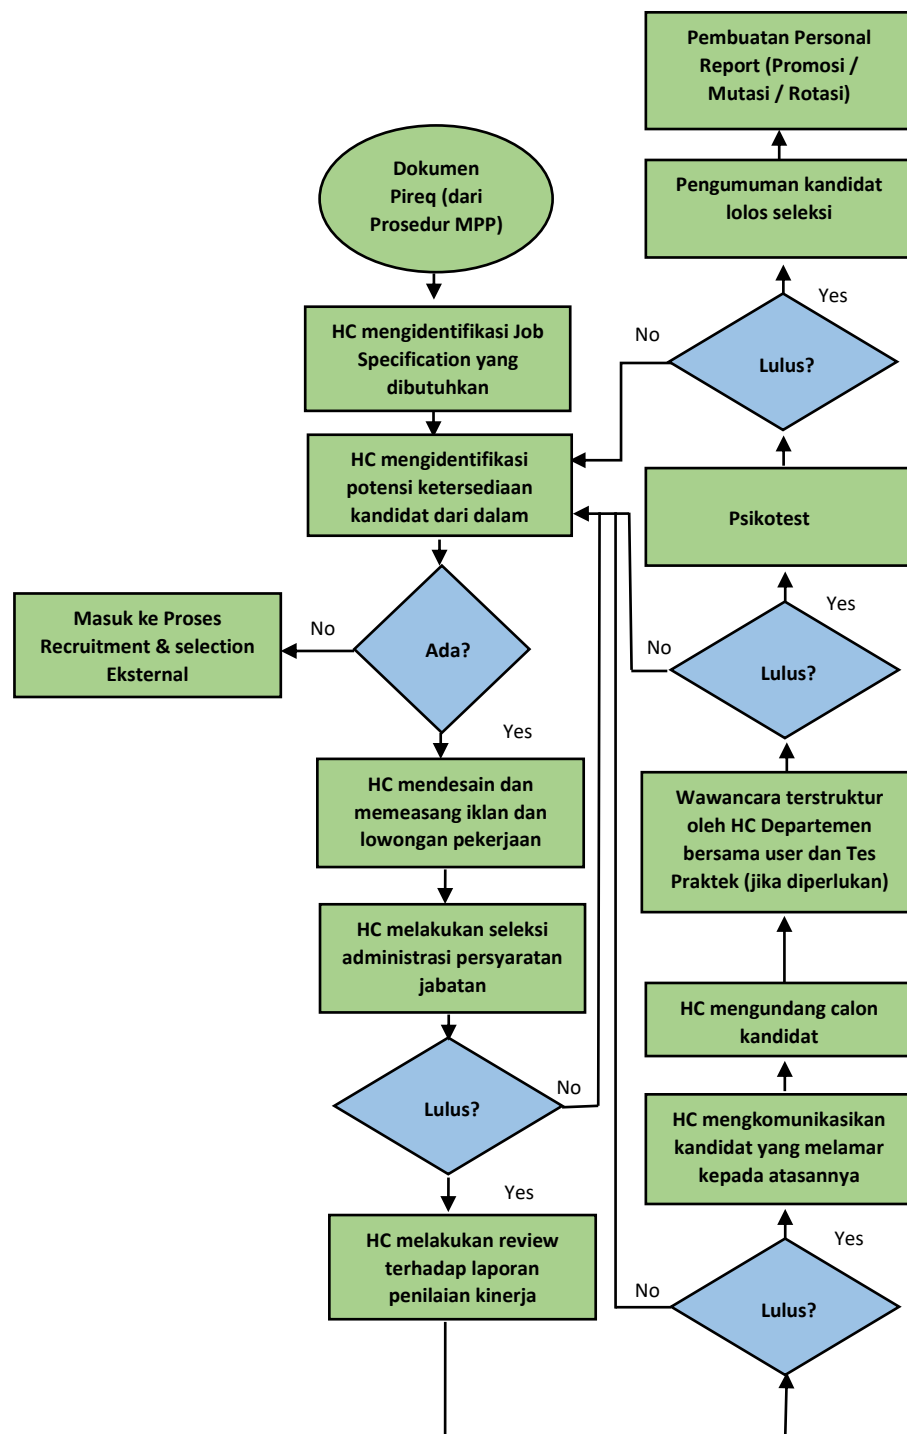 Dokumen
Pireq (dari
Prosedur MPP)
HC mengidentifikasi Job
Specification yang
dibutuhkan
HC mengidentifikasi
potensi ketersediaan
kandidat dari dalam
Ada?
No
Masuk ke Proses
Recruitment & selection
Eksternal
Yes
HC mendesain dan
memeasang iklan dan
lowongan pekerjaan
HC melakukan seleksi
administrasi persyaratan
jabatan
Lulus?
No
Yes
HC melakukan review
terhadap laporan
penilaian kinerja
Lulus?
No
Yes
HC mengkomunikasikan
kandidat yang melamar
kepada atasannya
HC mengundang calon
kandidat
Wawancara terstruktur
oleh HC Departemen
bersama user dan Tes
Praktek (jika diperlukan)
Lulus?
No
Yes
Psikotest
Lulus?
No
Yes
Pengumuman kandidat
lolos seleksi
Pembuatan Personal
Report (Promosi /
Mutasi / Rotasi)